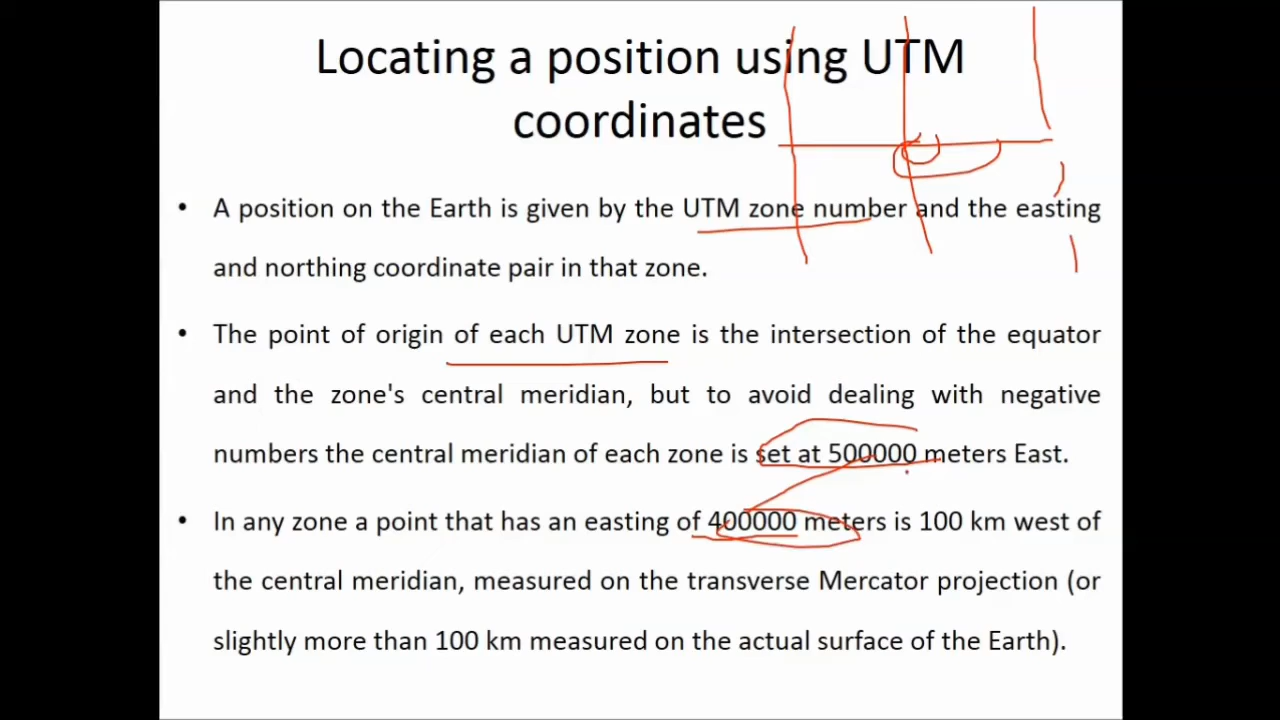 Locating a position using UTM
coordinates
• A position on the Earth is given by the UTM zone number and the easting
and northing coordinate pair in that zone.
• The point of origin of each UTM zone is the intersection of the equator
and the zone's central meridian, but to avoid dealing with negative
numbers the central meridian of each zone is set at 500000 meters East.
• In any zone a point that has an easting of 400000 meters is 100 km west of
the central meridian, measured on the transverse Mercator projection (or
slightly more than 100 km measured on the actual surface of the Earth).